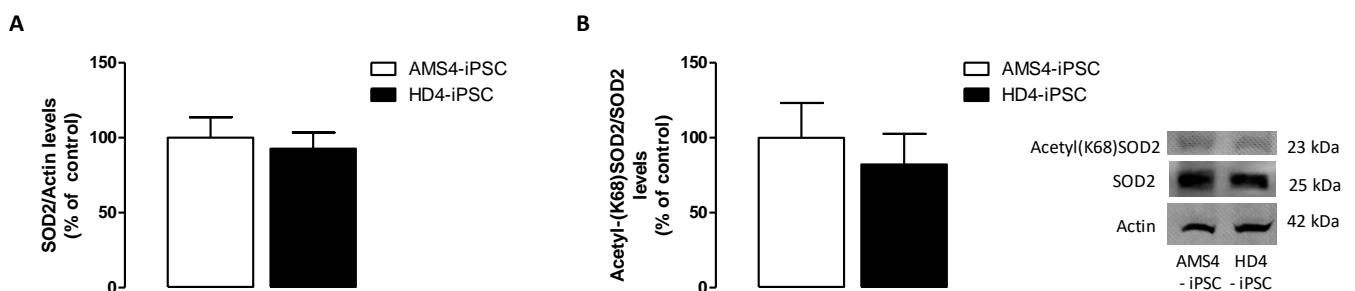 A
SOD2/Actin levels
(% of control)
150
100
50
0
AMS4-iPSC
HD4-iPSC
B
Acetyl-(K68)SOD2/SOD2
levels
(% of control)
150
100
50
0
AMS4-iPSC
HD4-iPSC
Acetyl(K68)SOD2
23 kDa
SOD2
25 kDa
Actin
42 kDa
AMS4
- iPSC
HD4
- iPSC